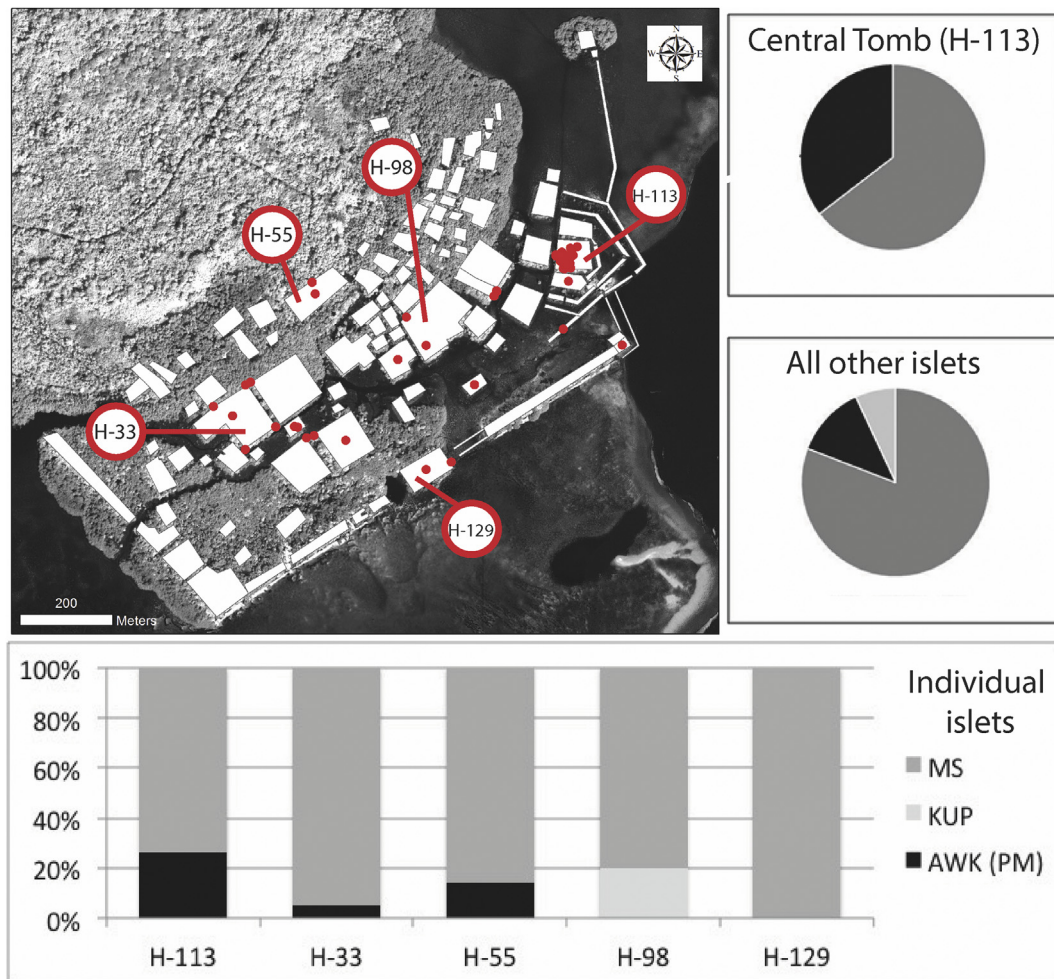 N
W
E
S
H-98
H-113
H-55
H-33
H-129
200
Meters
Central Tomb (H-113)
All other islets
100%
80%
60%
40%
20%
0%
H-113
H-33
H-55
H-98
H-129
Individual
islets
MS
KUP
AWK (PM)